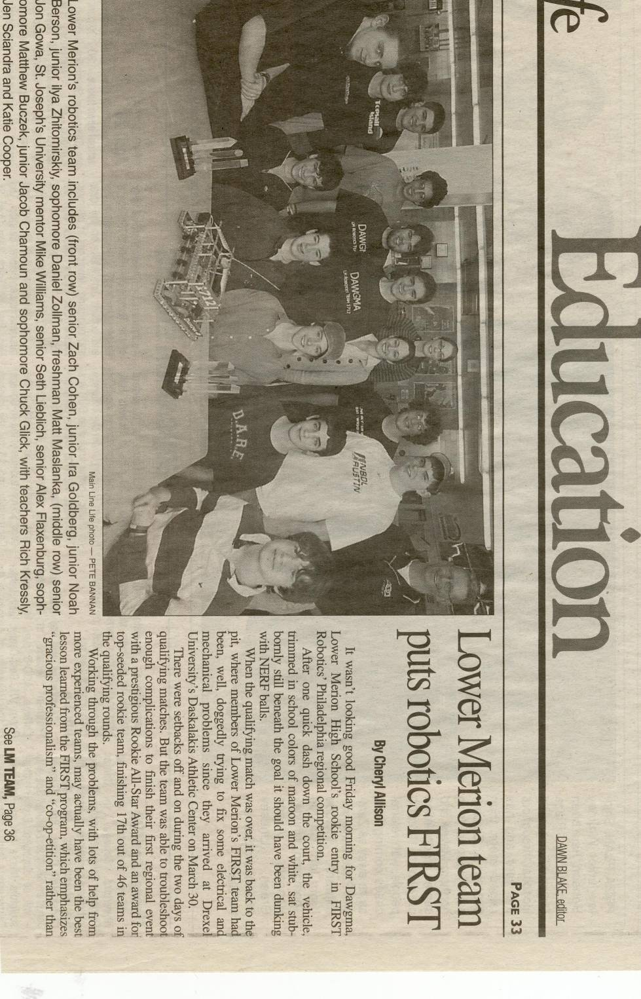 fe
Education
DAWN BLAKE, editor
PAGE 33
Lower Merion team
puts robotics FIRST
By Cheryl Allison
It wasn't looking good Friday morning for Dawgma,
Lower Merion High School's rookie entry in FIRST
Robotics' Philadelphia regional competition.
After one quick dash down the court, the vehicle,
trimmed in school colors of maroon and white, sat stub-
bornly still beneath the goal it should have been dunking
with NERF balls.
When the qualifying match was over, it was back to the
pit, where members of Lower Merion's FIRST team had
been, well, doggedly trying to fix some electrical and
mechanical problems since they arrived at Drexel
University's Daskalakis Athletic Center on March 30.
There were setbacks off and on during the two days of
qualifying matches. But the team was able to troubleshoot
enough complications to finish their first regional event
with a prestigious Rookie All-Star Award and an award for
top-seeded rookie team, finishing 17th out of 46 teams in
the qualifying rounds.
Working through the problems, with lots of help from
more experienced teams, may actually have been the best
lesson learned from the FIRST program, which emphasizes
"gracious professionalism" and "co-op-etition" rather than
See LM TEAM, Page 36
Island
DAWG
DAWGMA
LM ROBOTICS TEAM 1712
1712
D.A.R.E
NBDL
AUSTIN
Main Line Life photo — PETE BANNAN
Lower Merion's robotics team includes (front row) senior Zach Cohen, junior Ira Goldberg, junior Noah
Berson, junior ilya Zhitomirskiy, sophomore Daniel Zollman, freshman Matt Maslanka, (middle row) senior
Jon Gowa, St. Joseph's University mentor Mike Williams, senior Seth Lieblich, senior Alex Flaxenburg, soph-
omore Matthew Buczek, junior Jacob Chamoun and sophomore Chuck Glick, with teachers Rich Kressly,
Jen Sciandra and Katie Cooper.